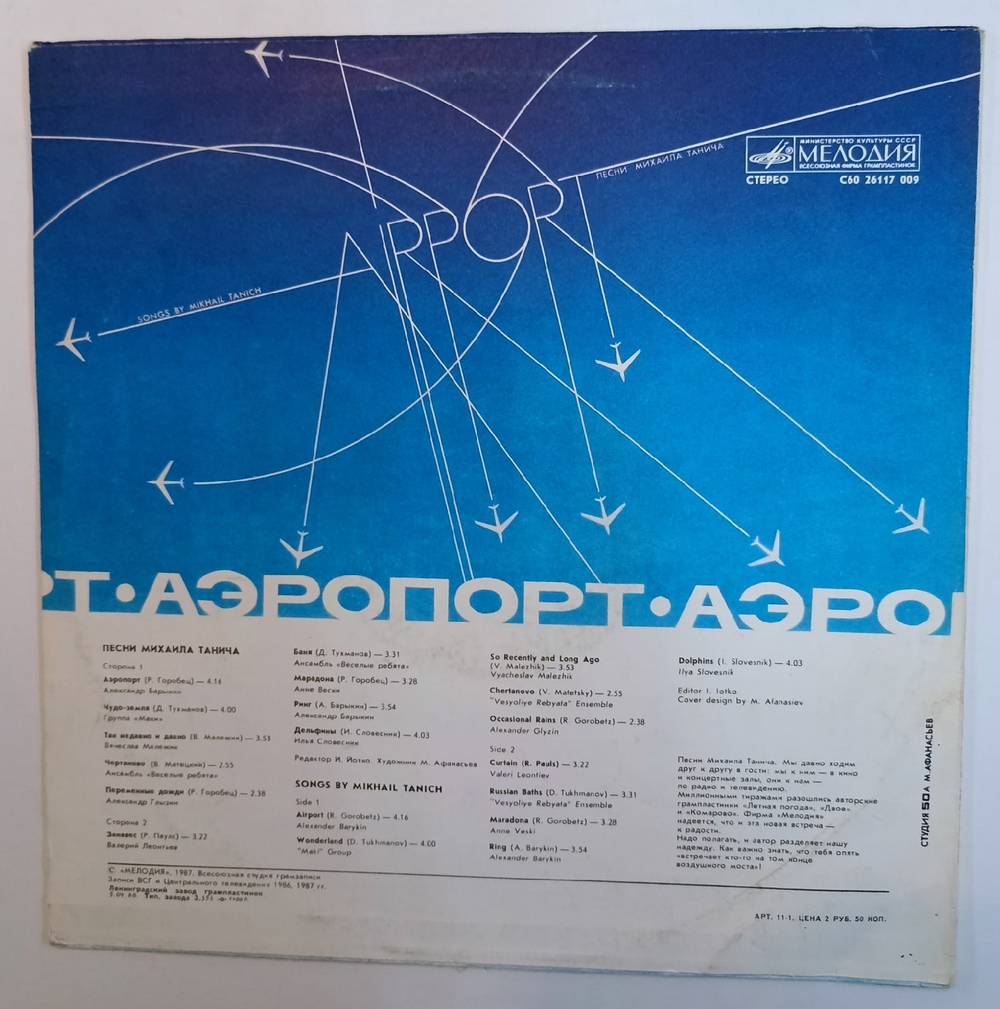 МИНИСТЕРСТВО КУЛЬТУРЫ СССР
МЕЛОДИЯ
ВСЕСОЮЗНАЯ ФИРМА ГРАМПЛАСТИНОК
СТЕРЕО С60 26117 009
ПЕСНИ МИХАИЛА ТАНИЧА
SONGS BY MIKHAIL TANICH
РТ•АЭРОПОРТ•АЭРО
ПЕСНИ МИХАИЛА ТАНИЧА
Сторона 1
Аэропорт (Р. Горобец) — 4.16
Александр Барыкин
Чудо-земля (Д. Тухманов) — 4.00
Группа «Маки»
Так недавно и давно (В. Малежик) — 3.53
Вячеслав Малежик
Чертаново (В. Матецкий) — 2.55
Ансамбль «Веселые ребята»
Переменные дожди (Р. Горобец) — 2.38
Александр Глызин
Сторона 2
Занавес (Р. Паулс) — 3.22
Валерий Леонтьев
Баня (Д. Тухманов) — 3.31
Ансамбль «Веселые ребята»
Марадона (Р. Горобец) — 3.28
Анне Вески
Ринг (А. Барыкин) — 3.54
Александр Барыкин
Дельфины (И. Словесник) — 4.03
Илья Словесник
Редактор И. Йотко. Художник М. Афанасьев
SONGS BY MIKHAIL TANICH
Side 1
Airport (R. Gorobetz) — 4.16
Alexander Barykin
Wonderland (D. Tukhmanov) — 4.00
"Maki" Group
So Recently and Long Ago
(V. Malezhik) — 3.53
Vyacheslav Malezhik
Chertanovo (V. Matetsky) — 2.55
"Vesyoliye Rebyata" Ensemble
Occasional Rains (R. Gorobetz) — 2.38
Alexander Glyzin
Side 2
Curtain (R. Pauls) — 3.22
Valeri Leontiev
Russian Baths (D. Tukhmanov) — 3.31
"Vesyoliye Rebyata" Ensemble
Maradona (R. Gorobetz) — 3.28
Anne Veski
Ring (A. Barykin) — 3.54
Alexander Barykin
Dolphins (I. Slovesnik) — 4.03
Ilya Slovesnik
Editor I. Iotko
Cover design by M. Afanasiev
Песни Михаила Танича. Мы давно ходим
друг к другу в гости: мы к ним — в кино
и концертные залы, они к нам —
по радио и телевидению.
Миллионными тиражами разошлись авторские
грампластинки «Летняя погода», «Двое»
и «Комарово». Фирма «Мелодия»
надеется, что и эта новая встреча —
к радости.
Надо полагать, и автор разделяет нашу
надежду. Как важно знать, что тебя опять
«встречает кто-то на том конце
воздушного моста»!
СТУДИЯ 50А М.АФАНАСЬЕВ
© «МЕЛОДИЯ», 1987. Всесоюзная студия грамзаписи
Записи ВСГ и Центрального телевидения 1986, 1987 гг.
Ленинградский завод грампластинок
Тип. завода
АРТ. 11-1. ЦЕНА 2 РУБ. 50 КОП.